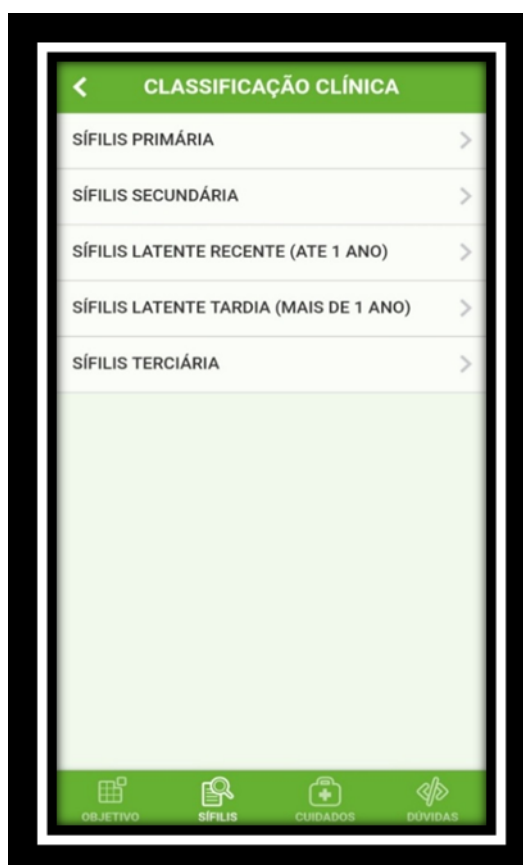 CLASSIFICAÇÃO CLÍNICA
SÍFILIS PRIMÁRIA
SÍFILIS SECUNDÁRIA
SÍFILIS LATENTE RECENTE (ATE 1 ANO)
SÍFILIS LATENTE TARDIA (MAIS DE 1 ANO)
SÍFILIS TERCIÁRIA
OBJETIVO SÍFILIS CUIDADOS DÚVIDAS